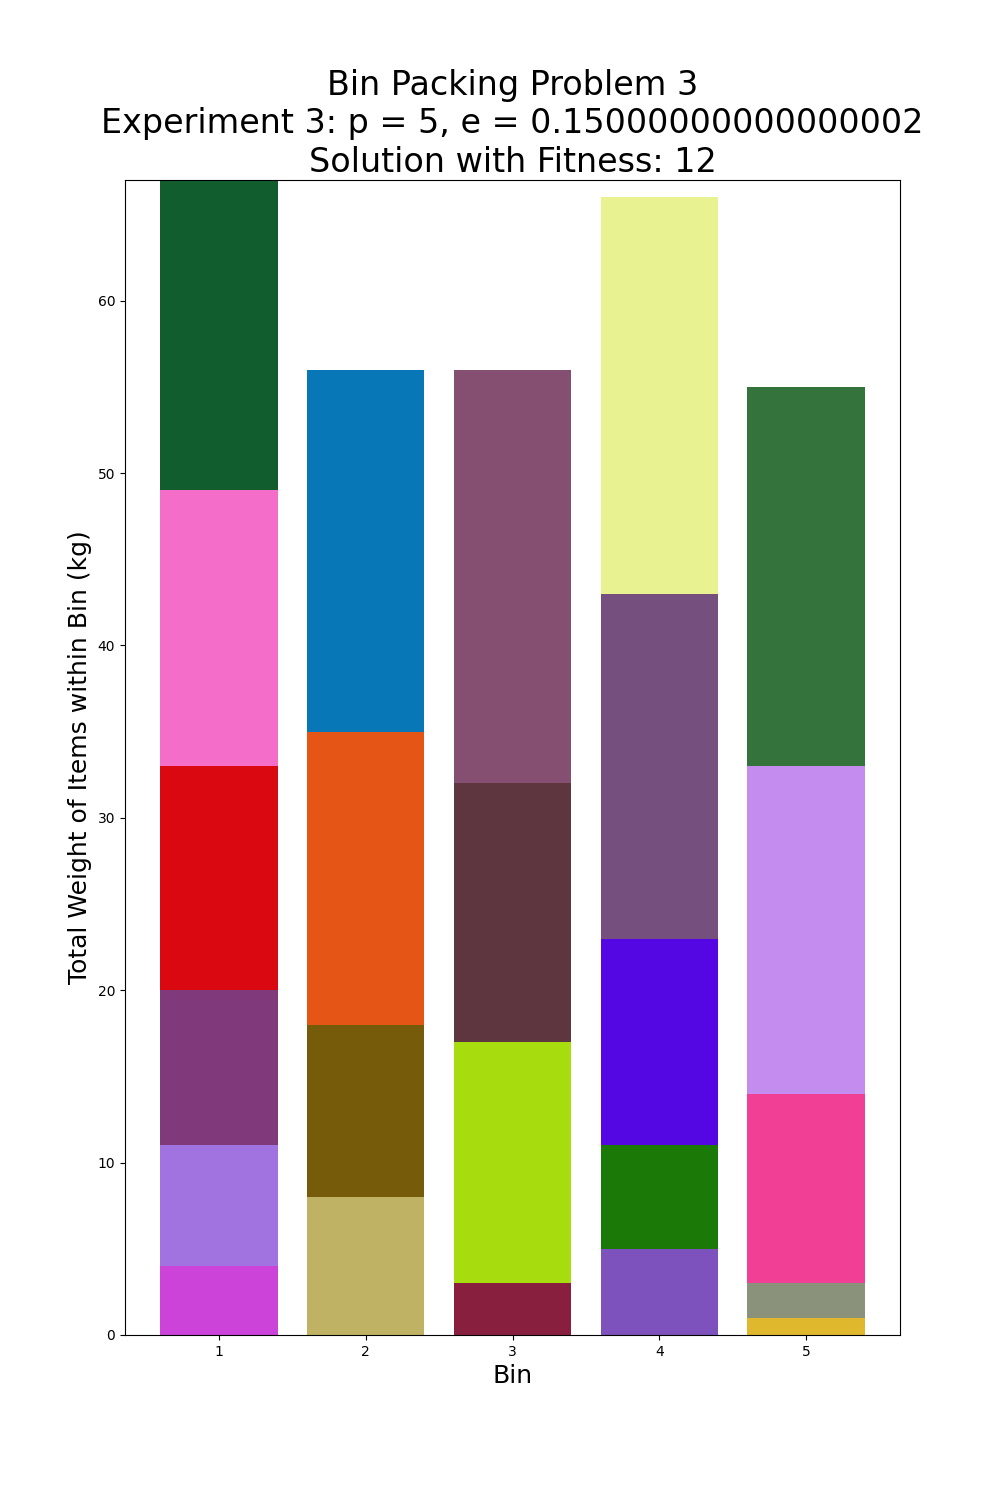 Bin Packing Problem 3
Experiment 3: p = 5, e = 0.15000000000000002
Solution with Fitness: 12
60
50
40
30
20
10
0
Total Weight of Items within Bin (kg)
1 2 3 4 5
Bin